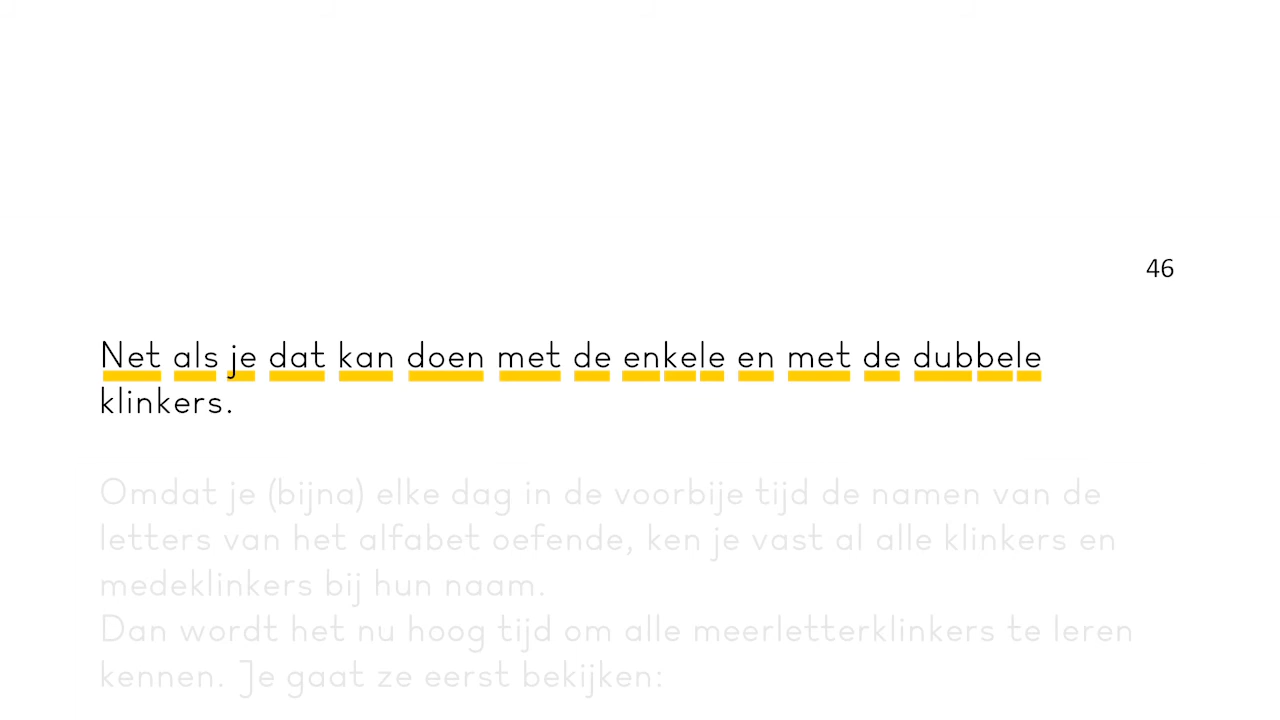 46
Net als je dat kan doen met de enkele en met de dubbele
klinkers.
Omdat je (bijna) elke dag in de voorbije tijd de namen van de
letters van het alfabet oefende, ken je vast al alle klinkers en
medeklinkers bij hun naam.
Dan wordt het nu hoog tijd om alle meerletterklinkers te leren
kennen. Je gaat ze eerst bekijken: